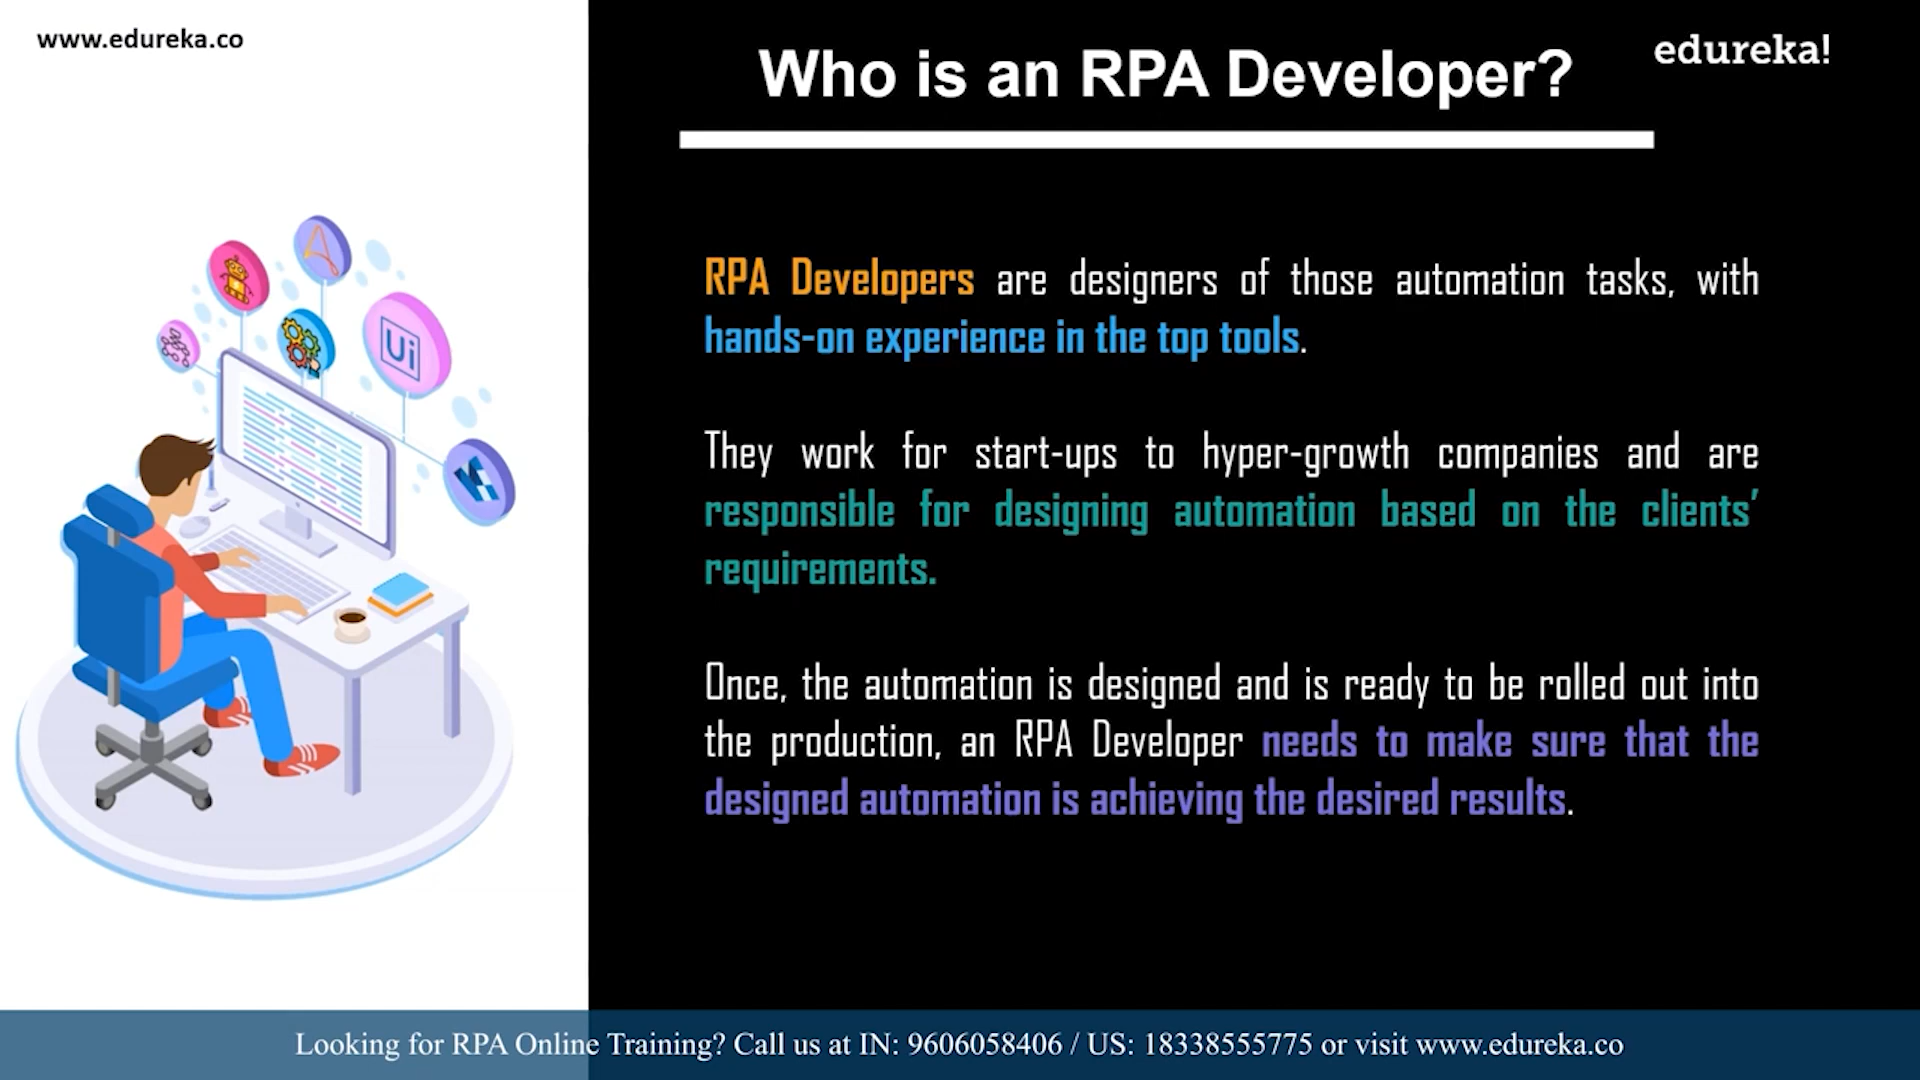 www.edureka.co
Who is an RPA Developer?
edureka!
RPA Developers are designers of those automation tasks, with
hands-on experience in the top tools.
They work for start-ups to hyper-growth companies and are
responsible for designing automation based on the clients’
requirements.
Once, the automation is designed and is ready to be rolled out into
the production, an RPA Developer needs to make sure that the
designed automation is achieving the desired results.
Ui
Looking for RPA Online Training? Call us at IN: 9606058406 / US: 18338555775 or visit www.edureka.co